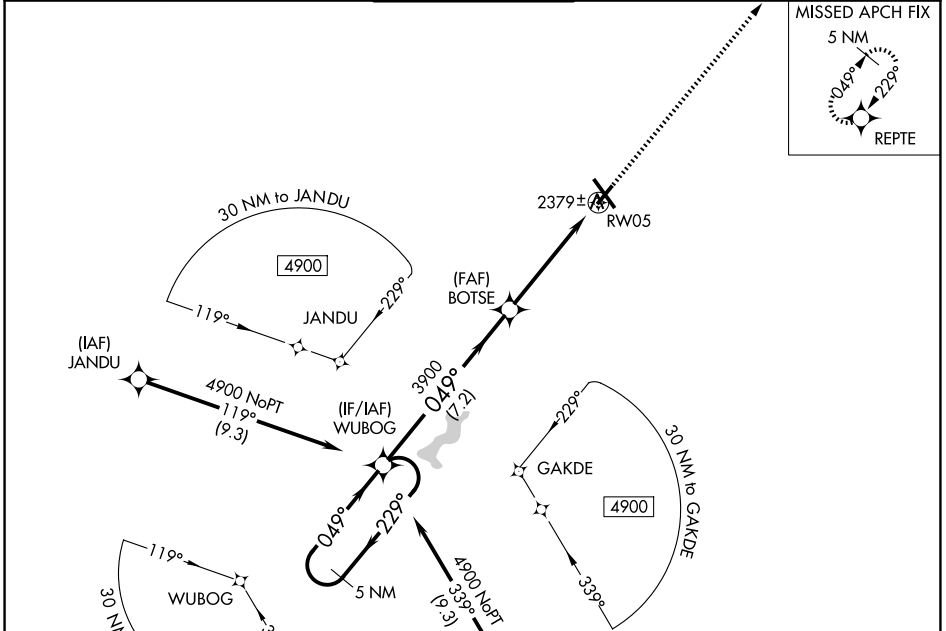 MISSED APCH FIX
5 NM
049°
229°
REPTE
2379±
RW05
30 NM to JANDU
4900
119°
229°
JANDU
(FAF)
BOTSE
(IAF)
JANDU
4900 NoPT
119°
(9.3)
(IF/IAF)
WUBOG
3900
049°
(7.2)
229°
GAKDE
30 NM to GAKDE
4900
339°
049°
229°
5 NM
4900 NoPT
339°
(9.3)
119°
WUBOG
30 NM